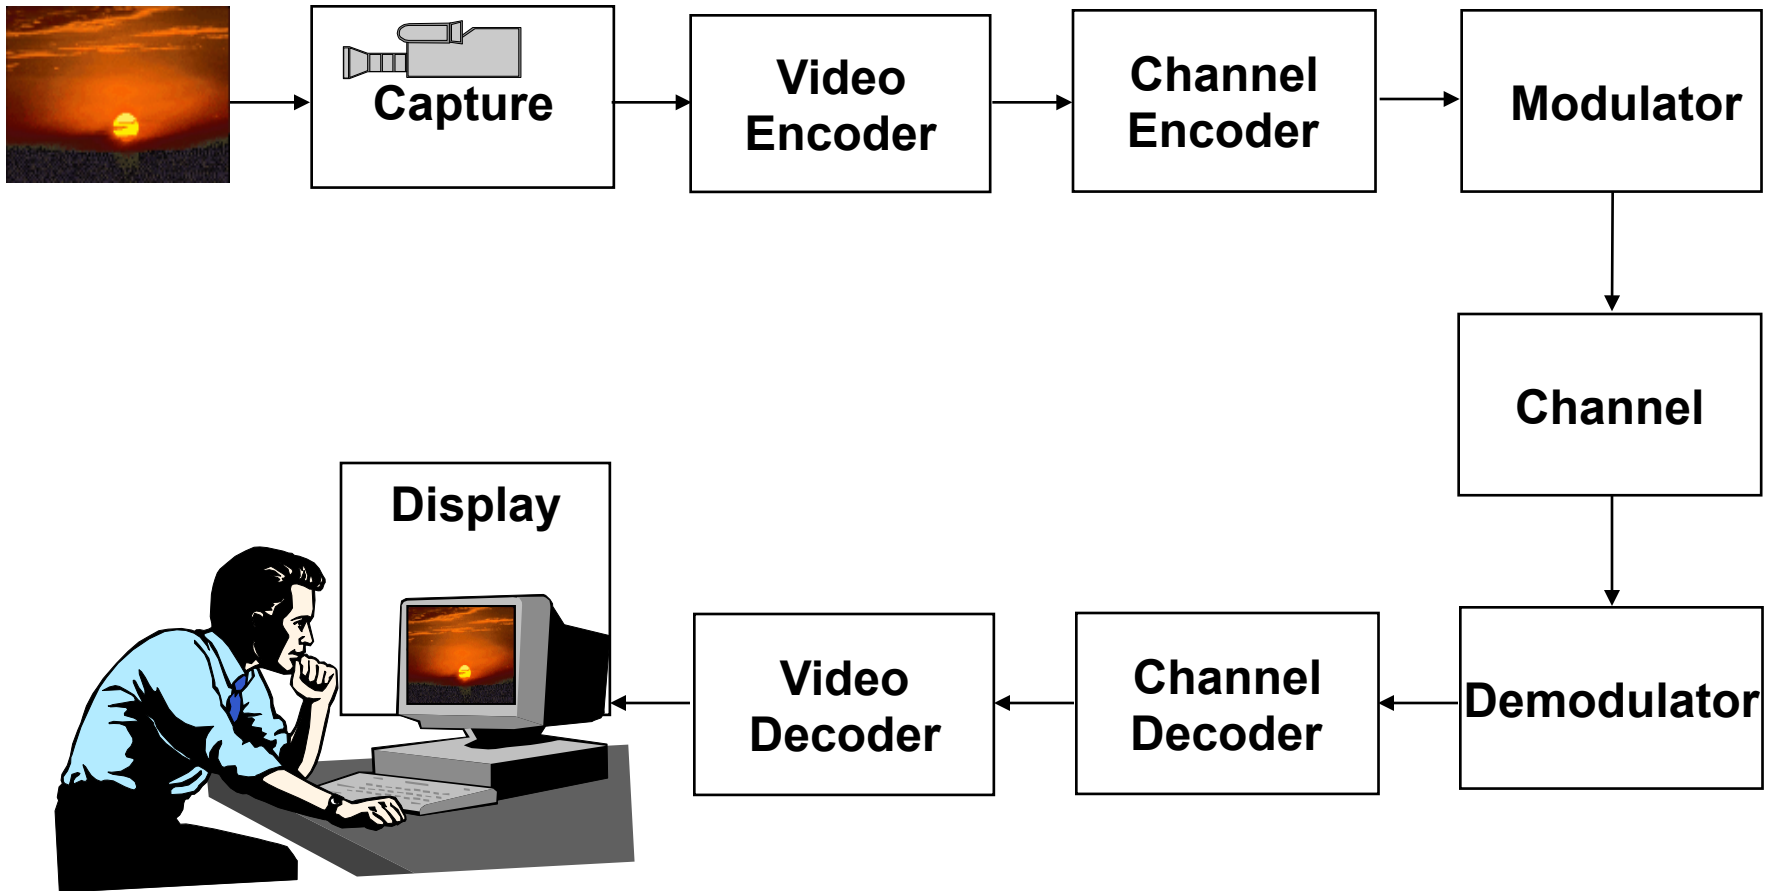 Capture
Video
Encoder
Channel
Encoder
Modulator
Channel
Demodulator
Channel
Decoder
Video
Decoder
Display